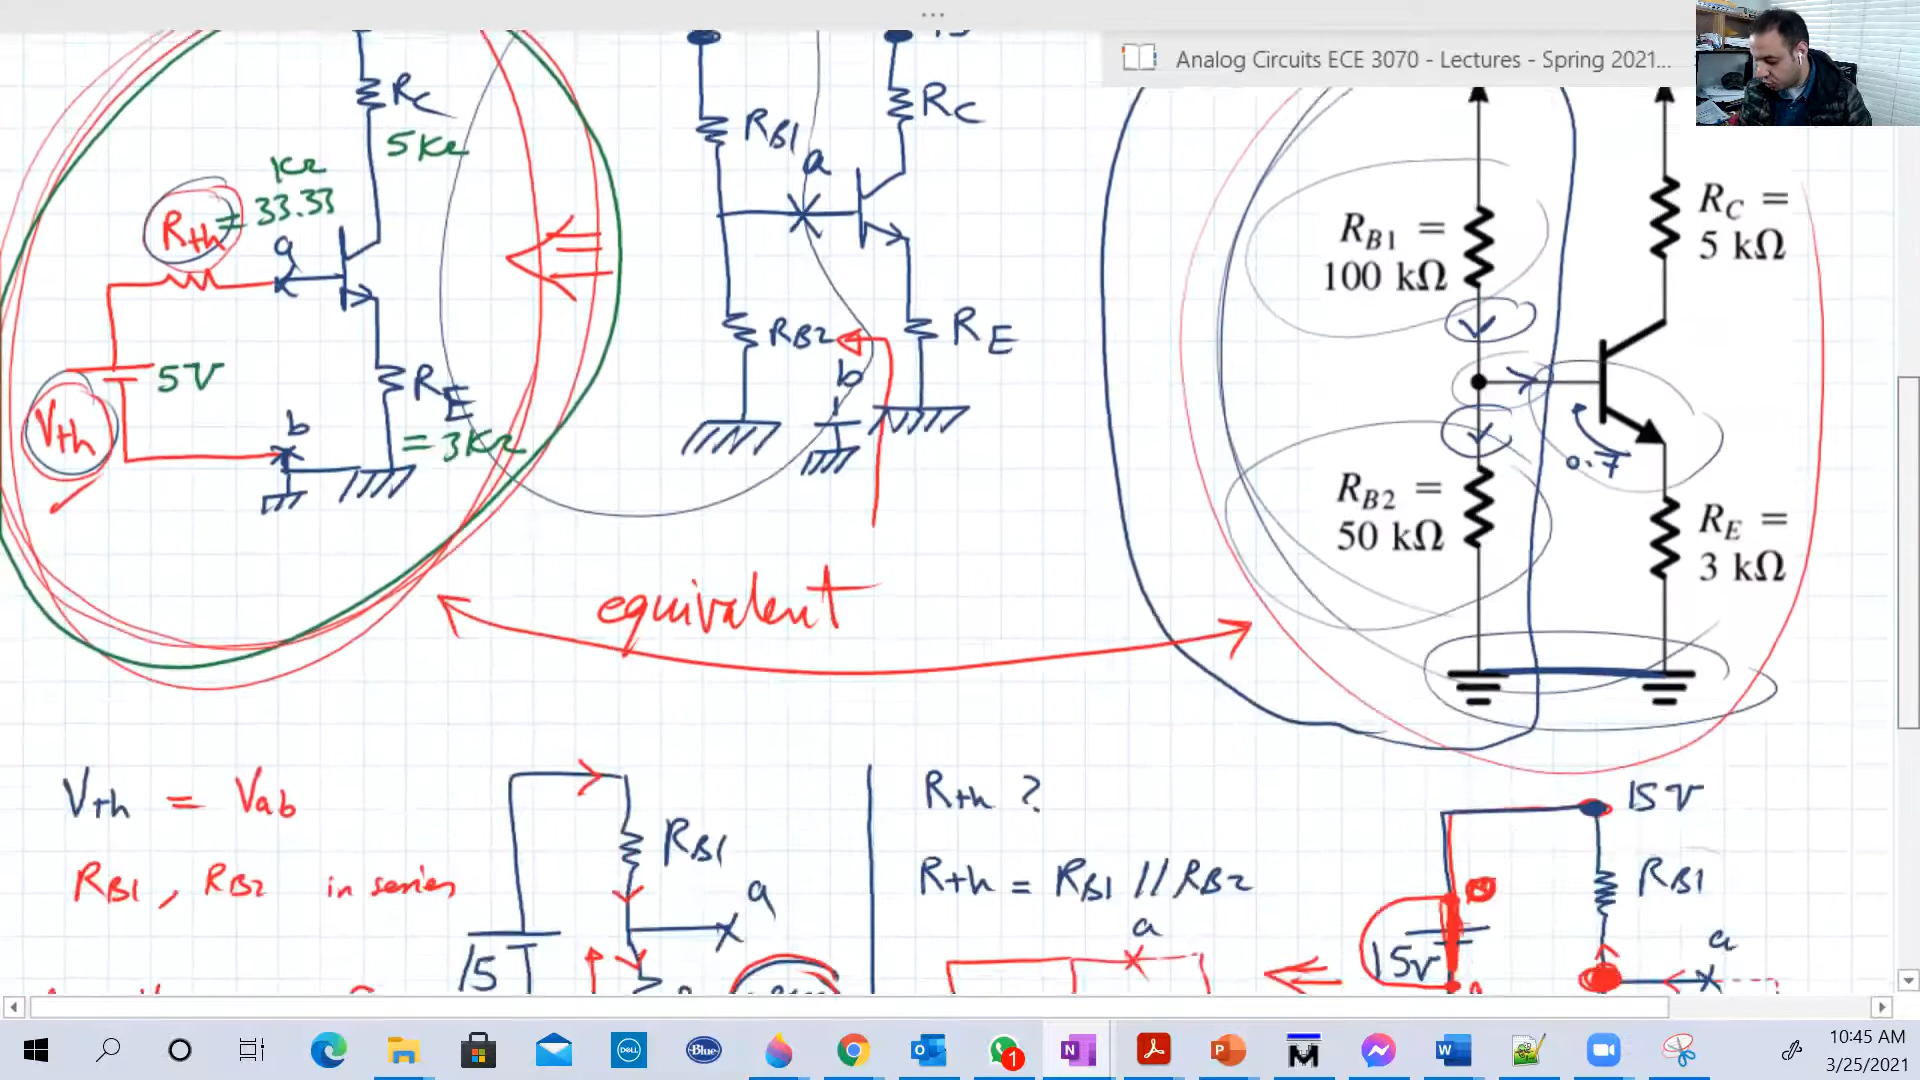 Analog Circuits ECE 3070 - Lectures - Spring 2021...
RC
5KΩ
KΩ
Rth
= 33.33
a
5V
Vth
b
RE
= 3KΩ
RB1
a
RC
RB2
b
RE
RB1 =
100 kΩ
RC =
5 kΩ
0.7
RB2 =
50 kΩ
RE =
3 kΩ
equivalent
Vth = Vab
RB1, RB2 in series
RB1
a
15
Rth ?
Rth = RB1 // RB2
a
15V
RB1
15V
a
DELL
Blue
1
10:45 AM
3/25/2021